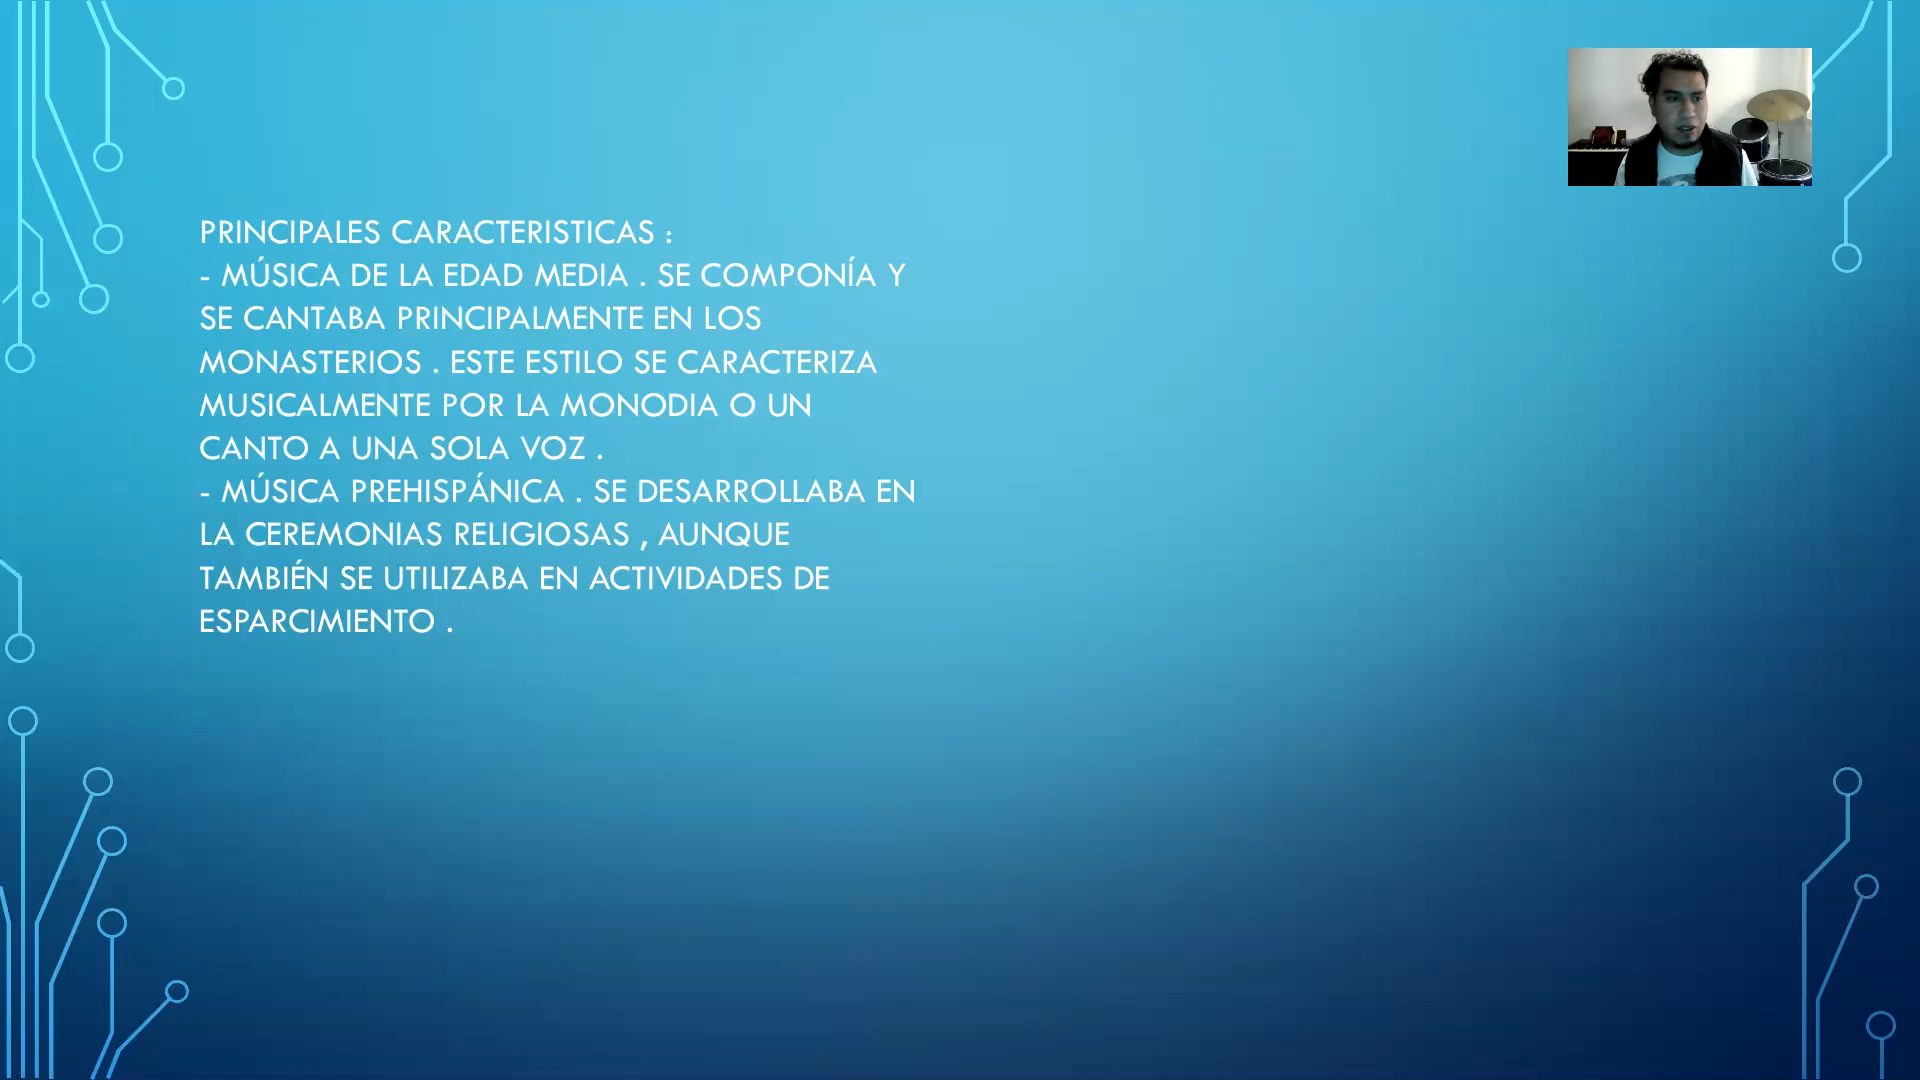 PRINCIPALES CARACTERISTICAS :
- MÚSICA DE LA EDAD MEDIA . SE COMPONÍA Y
SE CANTABA PRINCIPALMENTE EN LOS
MONASTERIOS . ESTE ESTILO SE CARACTERIZA
MUSICALMENTE POR LA MONODIA O UN
CANTO A UNA SOLA VOZ .
- MÚSICA PREHISPÁNICA . SE DESARROLLABA EN
LA CEREMONIAS RELIGIOSAS , AUNQUE
TAMBIÉN SE UTILIZABA EN ACTIVIDADES DE
ESPARCIMIENTO .